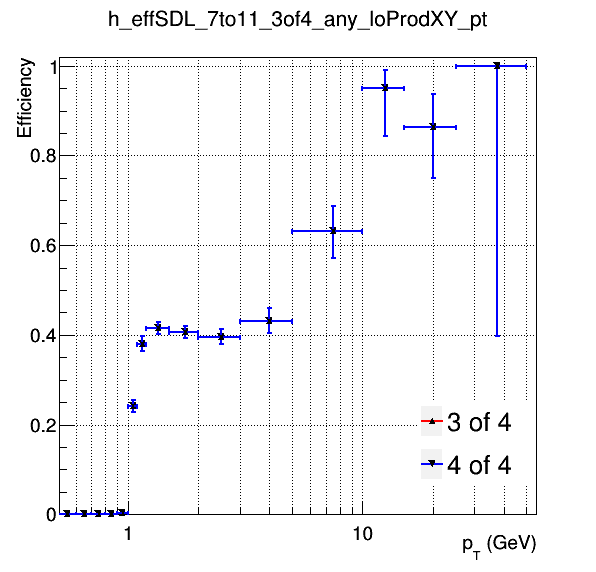 h_effSDL_7to11_3of4_any_loProdXY_pt
Efficiency
1
0.8
0.6
0.4
0.2
0
3 of 4
4 of 4
1
10
p_T (GeV)